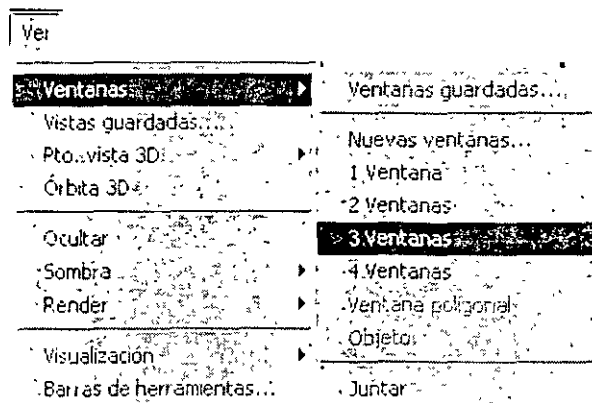 Ver
Ventanas
Vistas guardadas...
Pto. vista 3D
Órbita 3D
Ocultar
Sombra
Render
Visualización
Barras de herramientas...
Ventanas guardadas...
Nuevas ventanas...
1 Ventana
2 Ventanas
3 Ventanas
4 Ventanas
Ventana poligonal
Objeto
Juntar